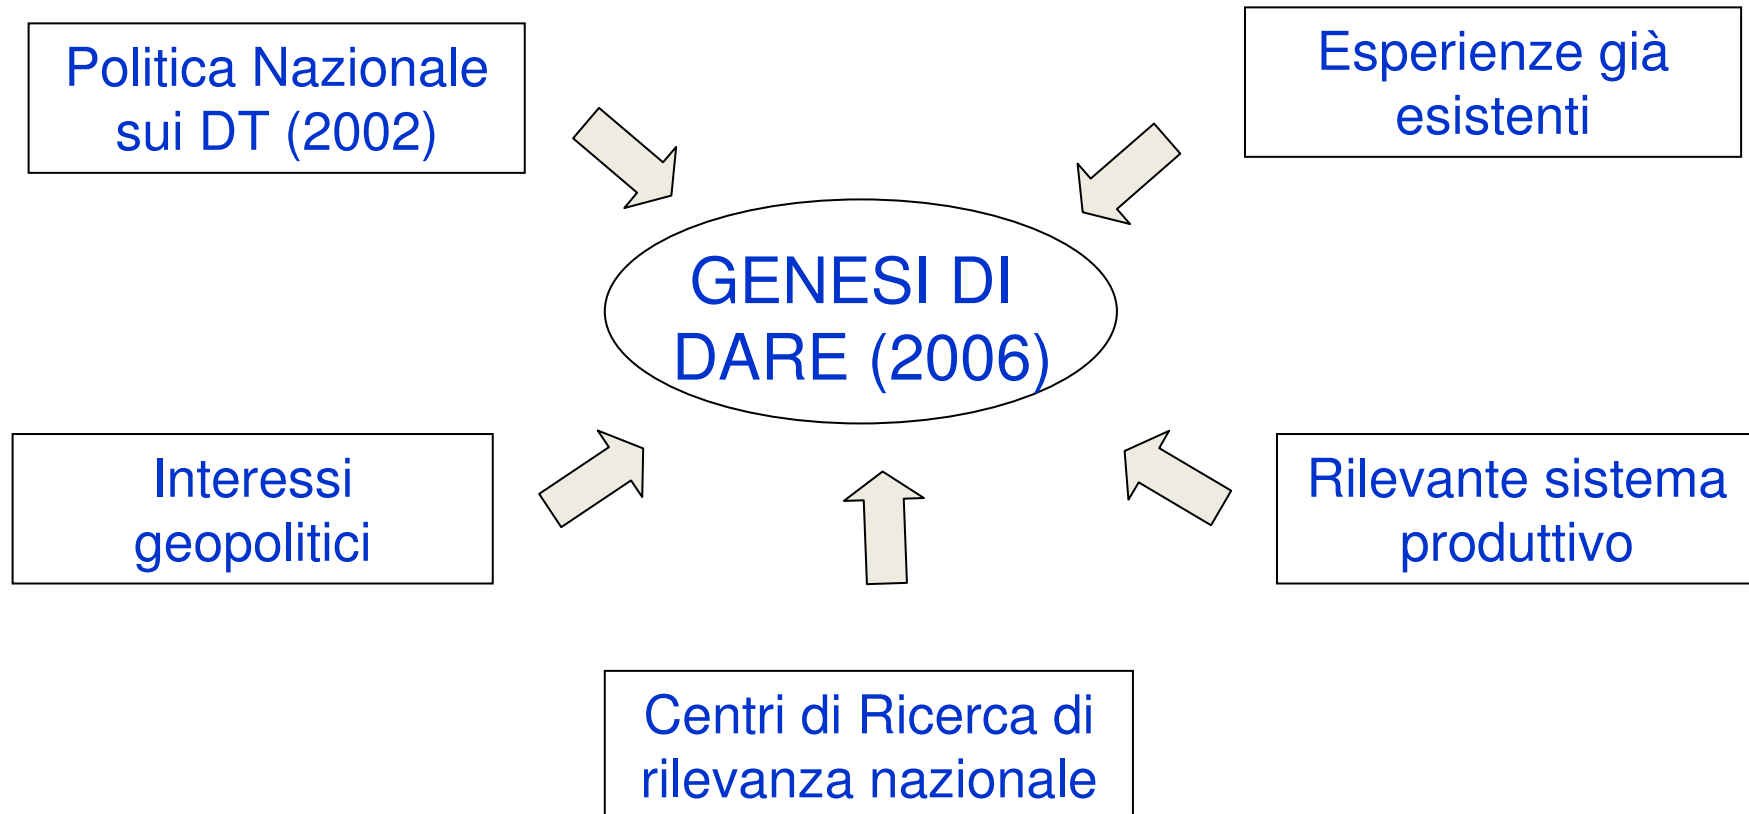 Politica Nazionale
sui DT (2002)
Esperienze già
esistenti
GENESI DI
DARE (2006)
Interessi
geopolitici
Rilevante sistema
produttivo
Centri di Ricerca di
rilevanza nazionale